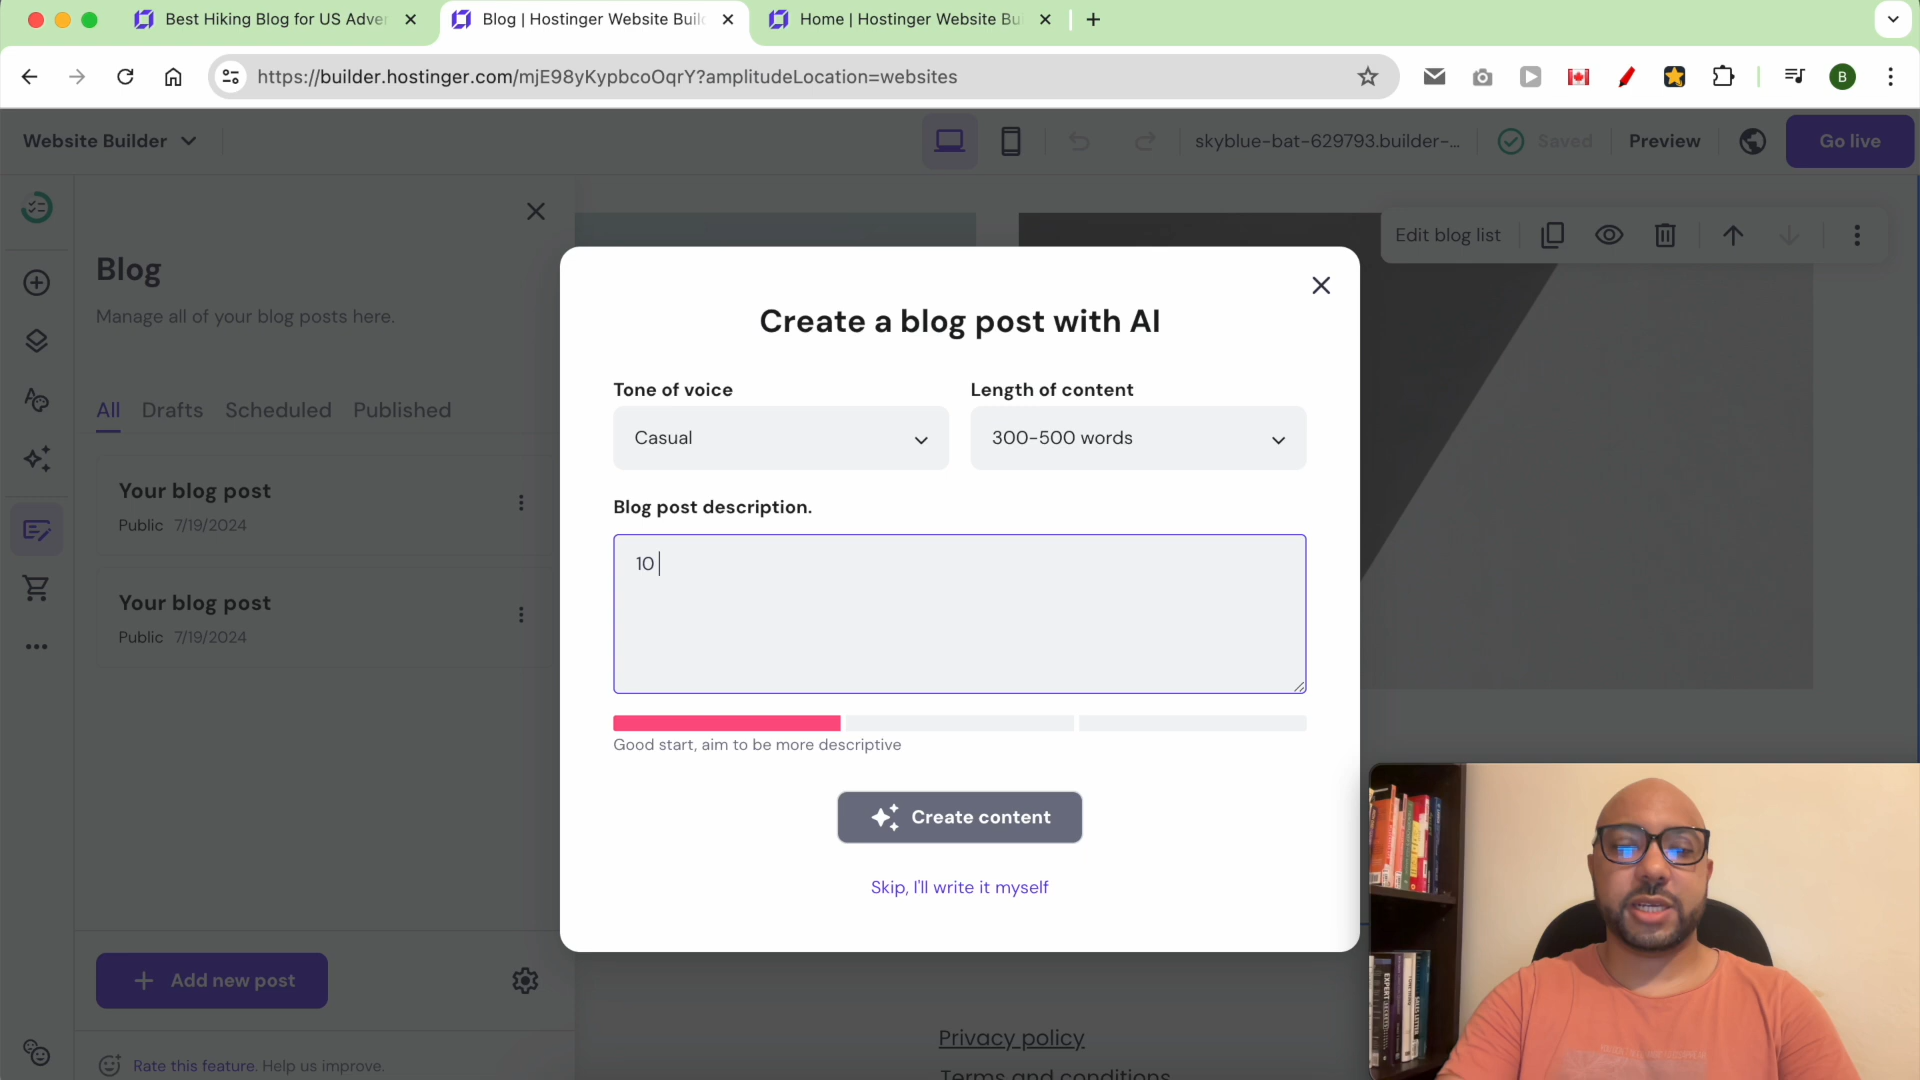 Best Hiking Blog for US Adver
Blog | Hostinger Website Buil
Home | Hostinger Website Bui
https://builder.hostinger.com/mjE98yKypbcoOqrY?amplitudeLocation=websites
B
Website Builder
skyblue-bat-629793.builder-...
Saved
Preview
Go live
Edit blog list
Blog
Manage all of your blog posts here.
All
Drafts
Scheduled
Published
Your blog post
Public 7/19/2024
Your blog post
Public 7/19/2024
Add new post
Rate this feature. Help us improve.
Create a blog post with AI
Tone of voice
Length of content
Casual
300-500 words
Blog post description.
10
Good start, aim to be more descriptive
Create content
Skip, I'll write it myself
Privacy policy
Terms and conditions
EXPERT